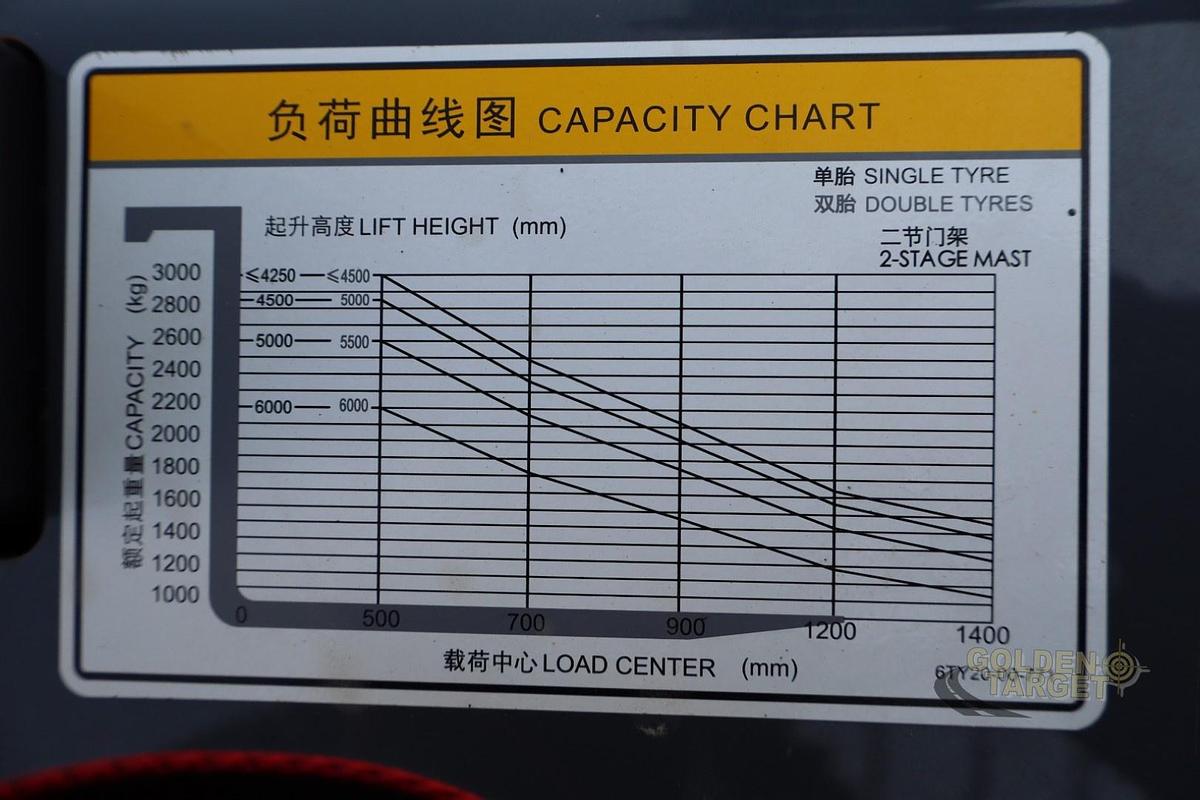 负荷曲线图 CAPACITY CHART
单胎 SINGLE TYRE
双胎 DOUBLE TYRES
起升高度 LIFT HEIGHT (mm)
二节门架
2-STAGE MAST
额定起重量 CAPACITY (kg)
3000 ≤4250 ≤4500
2800 4500 5000
2600 5000 5500
2400
2200 6000 6000
2000
1800
1600
1400
1200
1000
0 500 700 900 1200 1400
载荷中心 LOAD CENTER (mm)
6TY20-00-
GOLDEN
TARGET